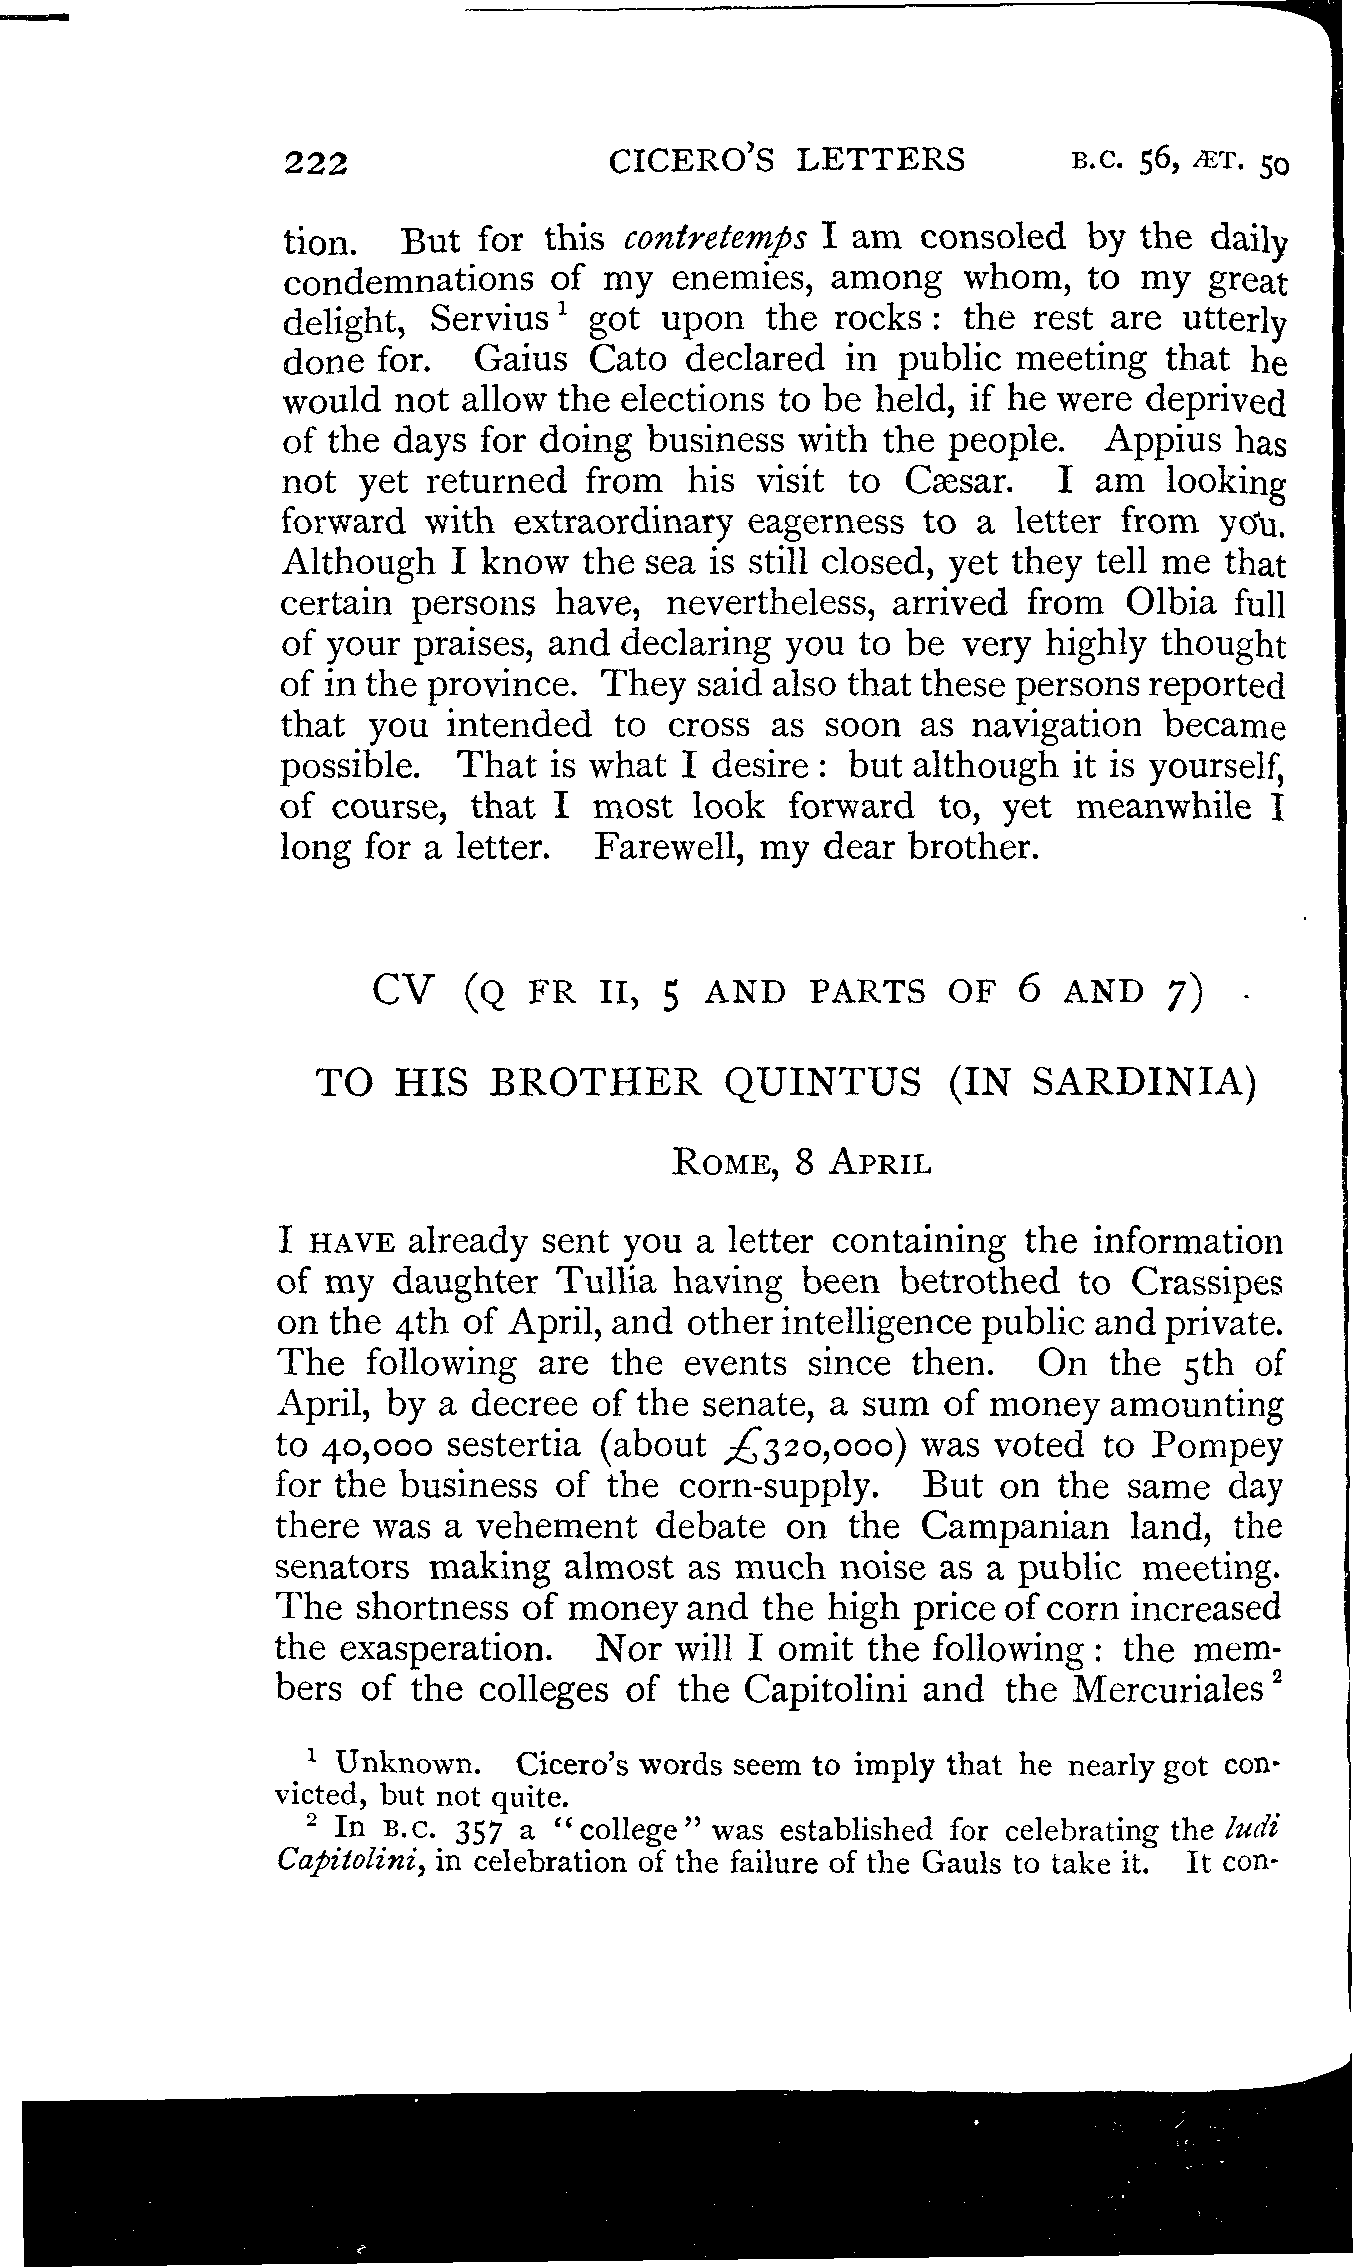 222 CICERO'S LETTERS B.C. 56, ÆT. 50
tion. But for this contretemps I am consoled by the daily
condemnations of my enemies, among whom, to my great
delight, Servius¹ got upon the rocks : the rest are utterly
done for. Gaius Cato declared in public meeting that he
would not allow the elections to be held, if he were deprived
of the days for doing business with the people. Appius has
not yet returned from his visit to Cæsar. I am looking
forward with extraordinary eagerness to a letter from you.
Although I know the sea is still closed, yet they tell me that
certain persons have, nevertheless, arrived from Olbia full
of your praises, and declaring you to be very highly thought
of in the province. They said also that these persons reported
that you intended to cross as soon as navigation became
possible. That is what I desire : but although it is yourself,
of course, that I most look forward to, yet meanwhile I
long for a letter. Farewell, my dear brother.
CV (Q FR II, 5 AND PARTS OF 6 AND 7)
TO HIS BROTHER QUINTUS (IN SARDINIA)
ROME, 8 APRIL
I HAVE already sent you a letter containing the information
of my daughter Tullia having been betrothed to Crassipes
on the 4th of April, and other intelligence public and private.
The following are the events since then. On the 5th of
April, by a decree of the senate, a sum of money amounting
to 40,000 sestertia (about £320,000) was voted to Pompey
for the business of the corn-supply. But on the same day
there was a vehement debate on the Campanian land, the
senators making almost as much noise as a public meeting.
The shortness of money and the high price of corn increased
the exasperation. Nor will I omit the following : the mem-
bers of the colleges of the Capitolini and the Mercuriales²
¹ Unknown. Cicero's words seem to imply that he nearly got con-
victed, but not quite.
² In B.C. 357 a "college" was established for celebrating the ludi
Capitolini, in celebration of the failure of the Gauls to take it. It con-